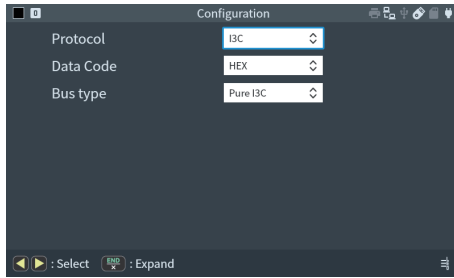 0 Configuration
Protocol I3C
Data Code HEX
Bus type Pure I3C
: Select END x : Expand